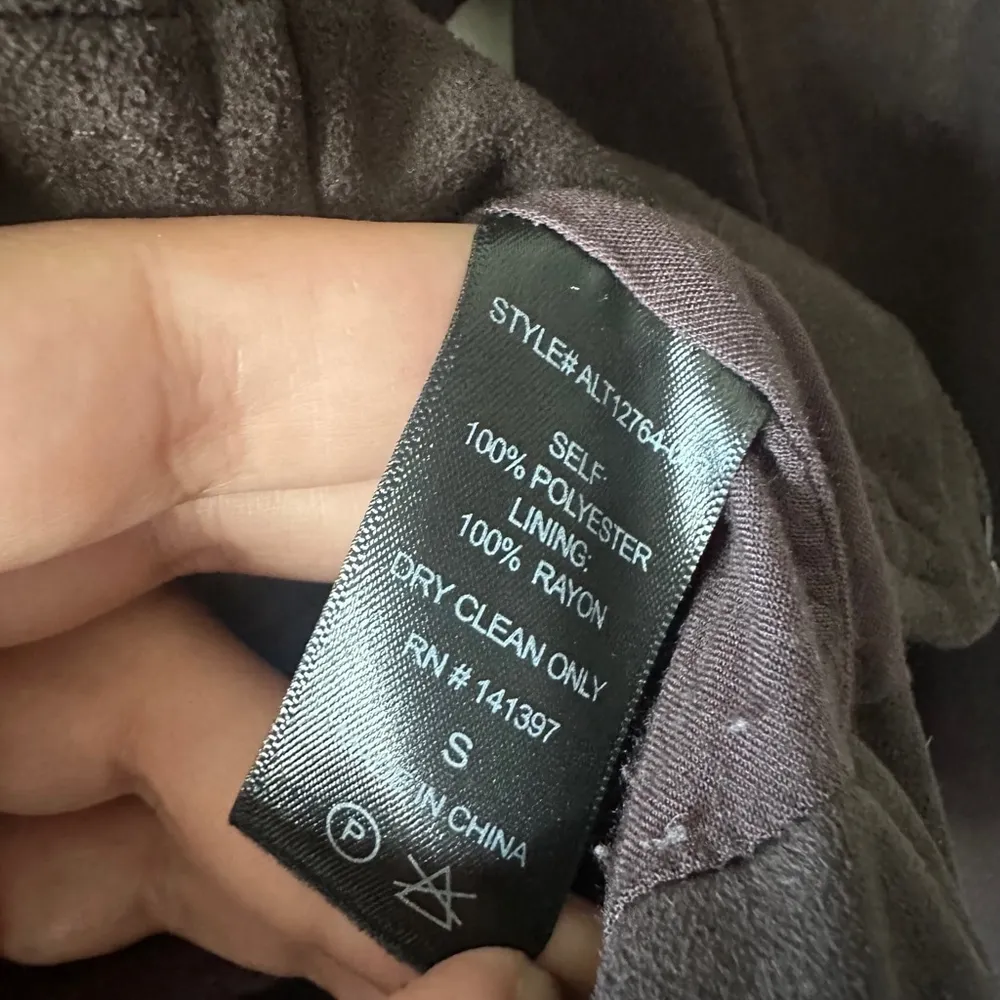 STYLE# ALT12764
SELF:
100% POLYESTER
LINING:
100% RAYON
DRY CLEAN ONLY
RN # 141397
S
IN CHINA
P